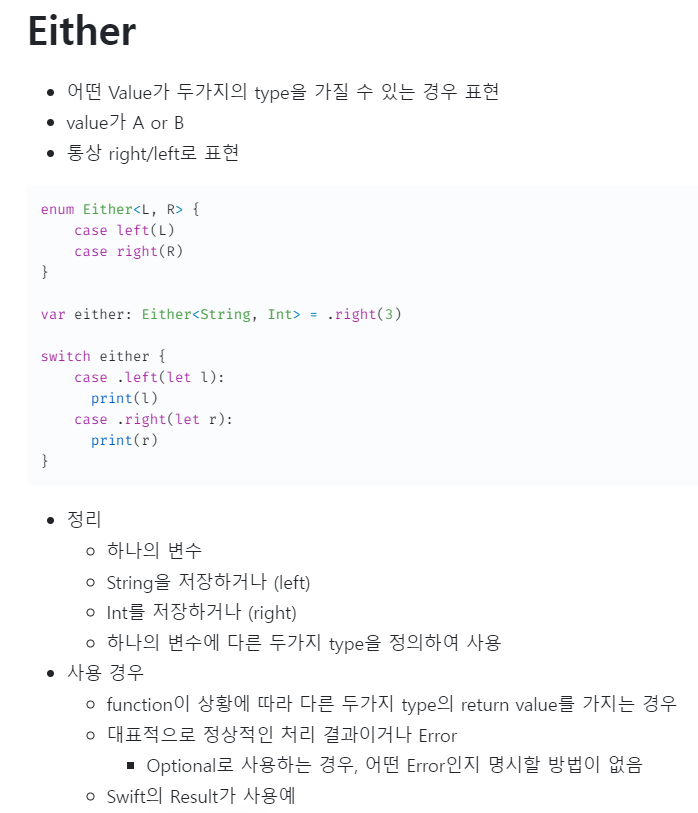 Either
어떤 Value가 두가지의 type을 가질 수 있는 경우 표현
value가 A or B
통상 right/left로 표현
enum Either<L, R> {
    case left(L)
    case right(R)
}

var either: Either<String, Int> = .right(3)

switch either {
    case .left(let l):
      print(l)
    case .right(let r):
      print(r)
}
정리
하나의 변수
String을 저장하거나 (left)
Int를 저장하거나 (right)
하나의 변수에 다른 두가지 type을 정의하여 사용
사용 경우
function이 상황에 따라 다른 두가지 type의 return value를 가지는 경우
대표적으로 정상적인 처리 결과이거나 Error
Optional로 사용하는 경우, 어떤 Error인지 명시할 방법이 없음
Swift의 Result가 사용예